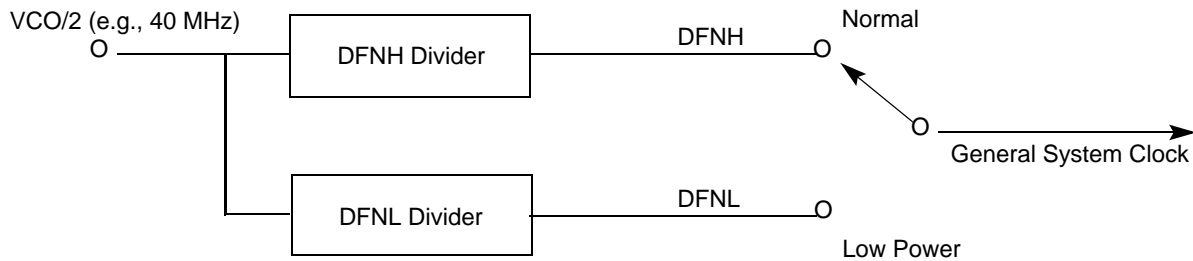 VCO/2 (e.g., 40 MHz)
DFNH Divider
DFNH
Normal
General System Clock
DFNL Divider
DFNL
Low Power